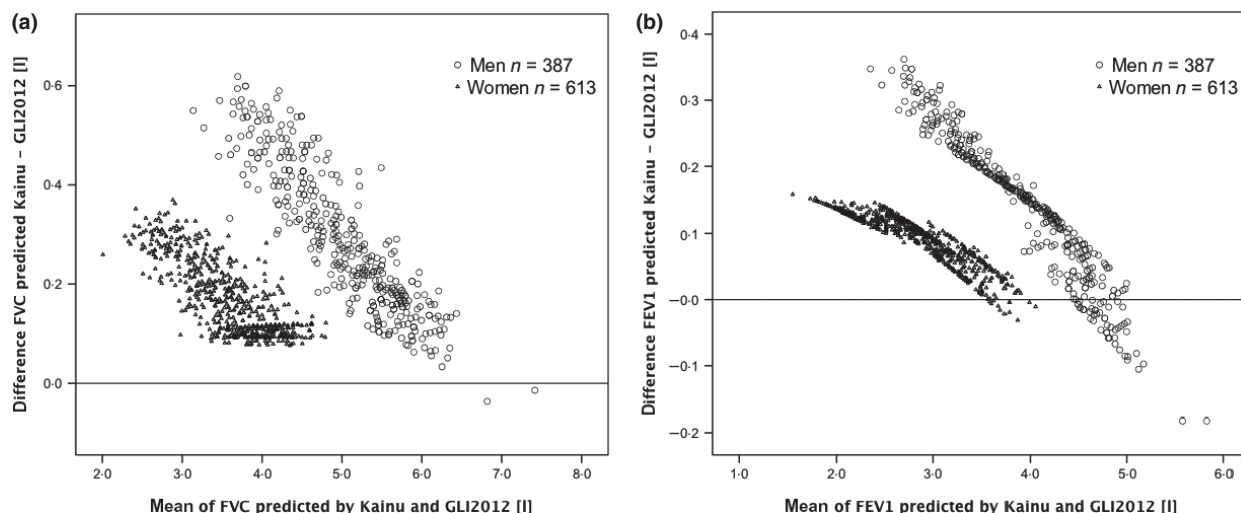 (a)
Difference FVC predicted Kainu – GLI2012 [l]
○ Men n = 387
▵ Women n = 613
0·6
0·4
0·2
0·0
2·0 3·0 4·0 5·0 6·0 7·0 8·0
Mean of FVC predicted by Kainu and GLI2012 [l]
(b)
Difference FEV1 predicted Kainu – GLI2012 [l]
○ Men n = 387
▵ Women n = 613
0·4
0·3
0·2
0·1
−0·0
−0·1
−0·2
1·0 2·0 3·0 4·0 5·0 6·0
Mean of FEV1 predicted by Kainu and GLI2012 [l]